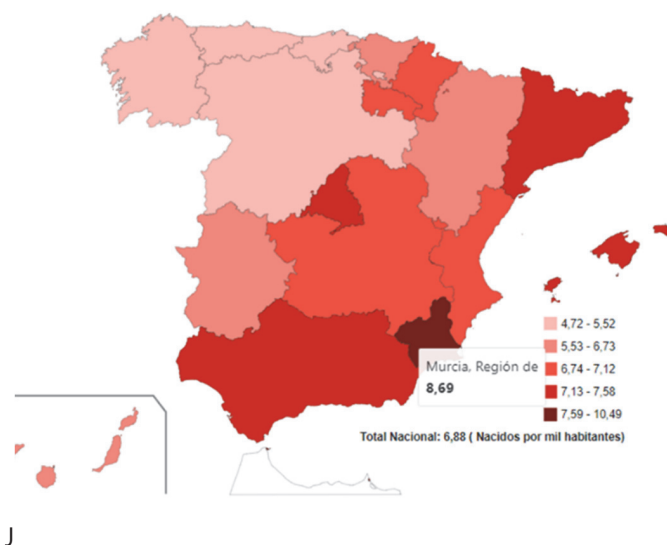 4,72 - 5,52
5,53 - 6,73
6,74 - 7,12
7,13 - 7,58
7,59 - 10,49
Murcia, Región de
8,69
Total Nacional: 6,88 ( Nacidos por mil habitantes)
J